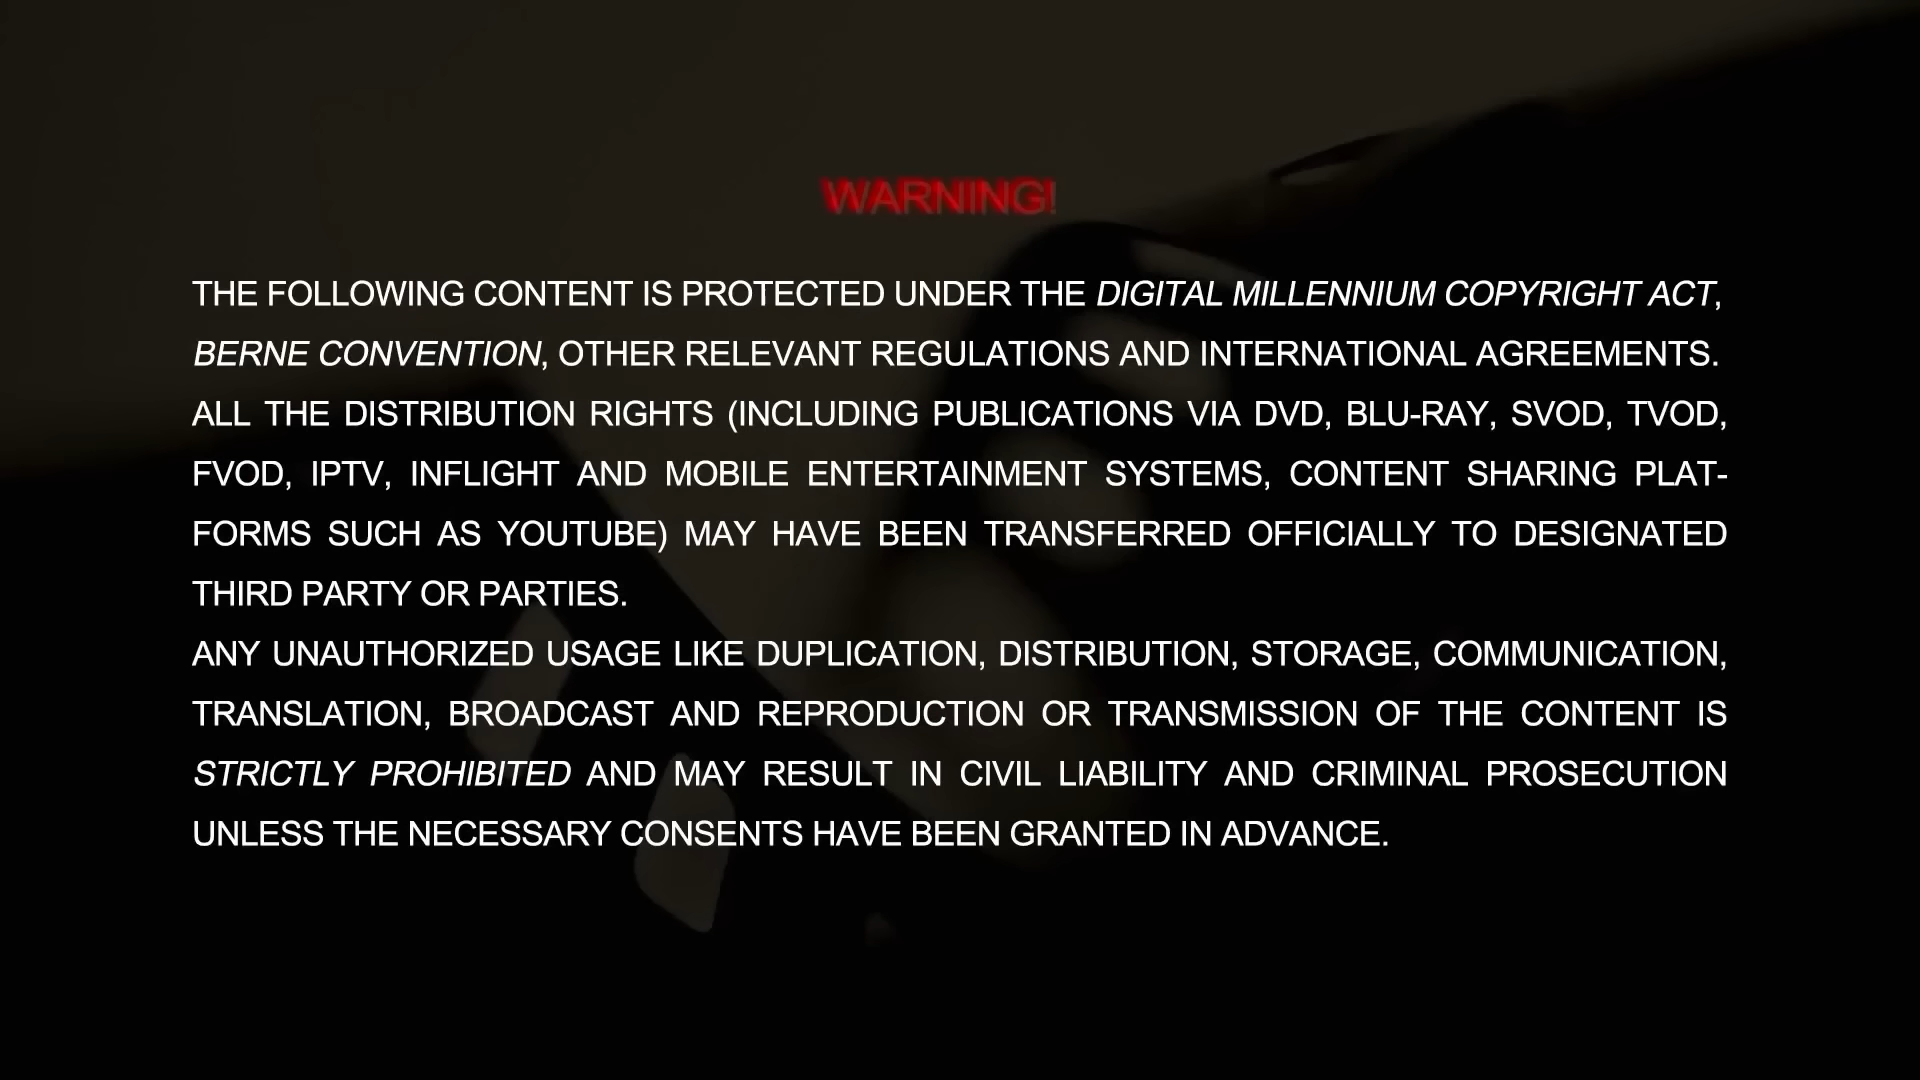 WARNING!
THE FOLLOWING CONTENT IS PROTECTED UNDER THE DIGITAL MILLENNIUM COPYRIGHT ACT,
BERNE CONVENTION, OTHER RELEVANT REGULATIONS AND INTERNATIONAL AGREEMENTS.
ALL THE DISTRIBUTION RIGHTS (INCLUDING PUBLICATIONS VIA DVD, BLU-RAY, SVOD, TVOD,
FVOD, IPTV, INFLIGHT AND MOBILE ENTERTAINMENT SYSTEMS, CONTENT SHARING PLAT-
FORMS SUCH AS YOUTUBE) MAY HAVE BEEN TRANSFERRED OFFICIALLY TO DESIGNATED
THIRD PARTY OR PARTIES.
ANY UNAUTHORIZED USAGE LIKE DUPLICATION, DISTRIBUTION, STORAGE, COMMUNICATION,
TRANSLATION, BROADCAST AND REPRODUCTION OR TRANSMISSION OF THE CONTENT IS
STRICTLY PROHIBITED AND MAY RESULT IN CIVIL LIABILITY AND CRIMINAL PROSECUTION
UNLESS THE NECESSARY CONSENTS HAVE BEEN GRANTED IN ADVANCE.